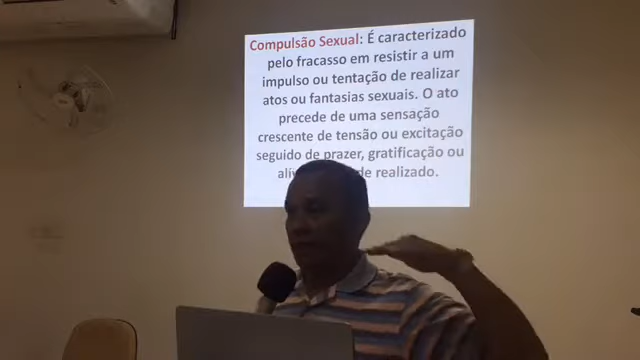 Compulsão Sexual: É caracterizado
pelo fracasso em resistir a um
impulso ou tentação de realizar
atos ou fantasias sexuais. O ato
precede de uma sensação
crescente de tensão ou excitação
seguido de prazer, gratificação ou
de realizado.